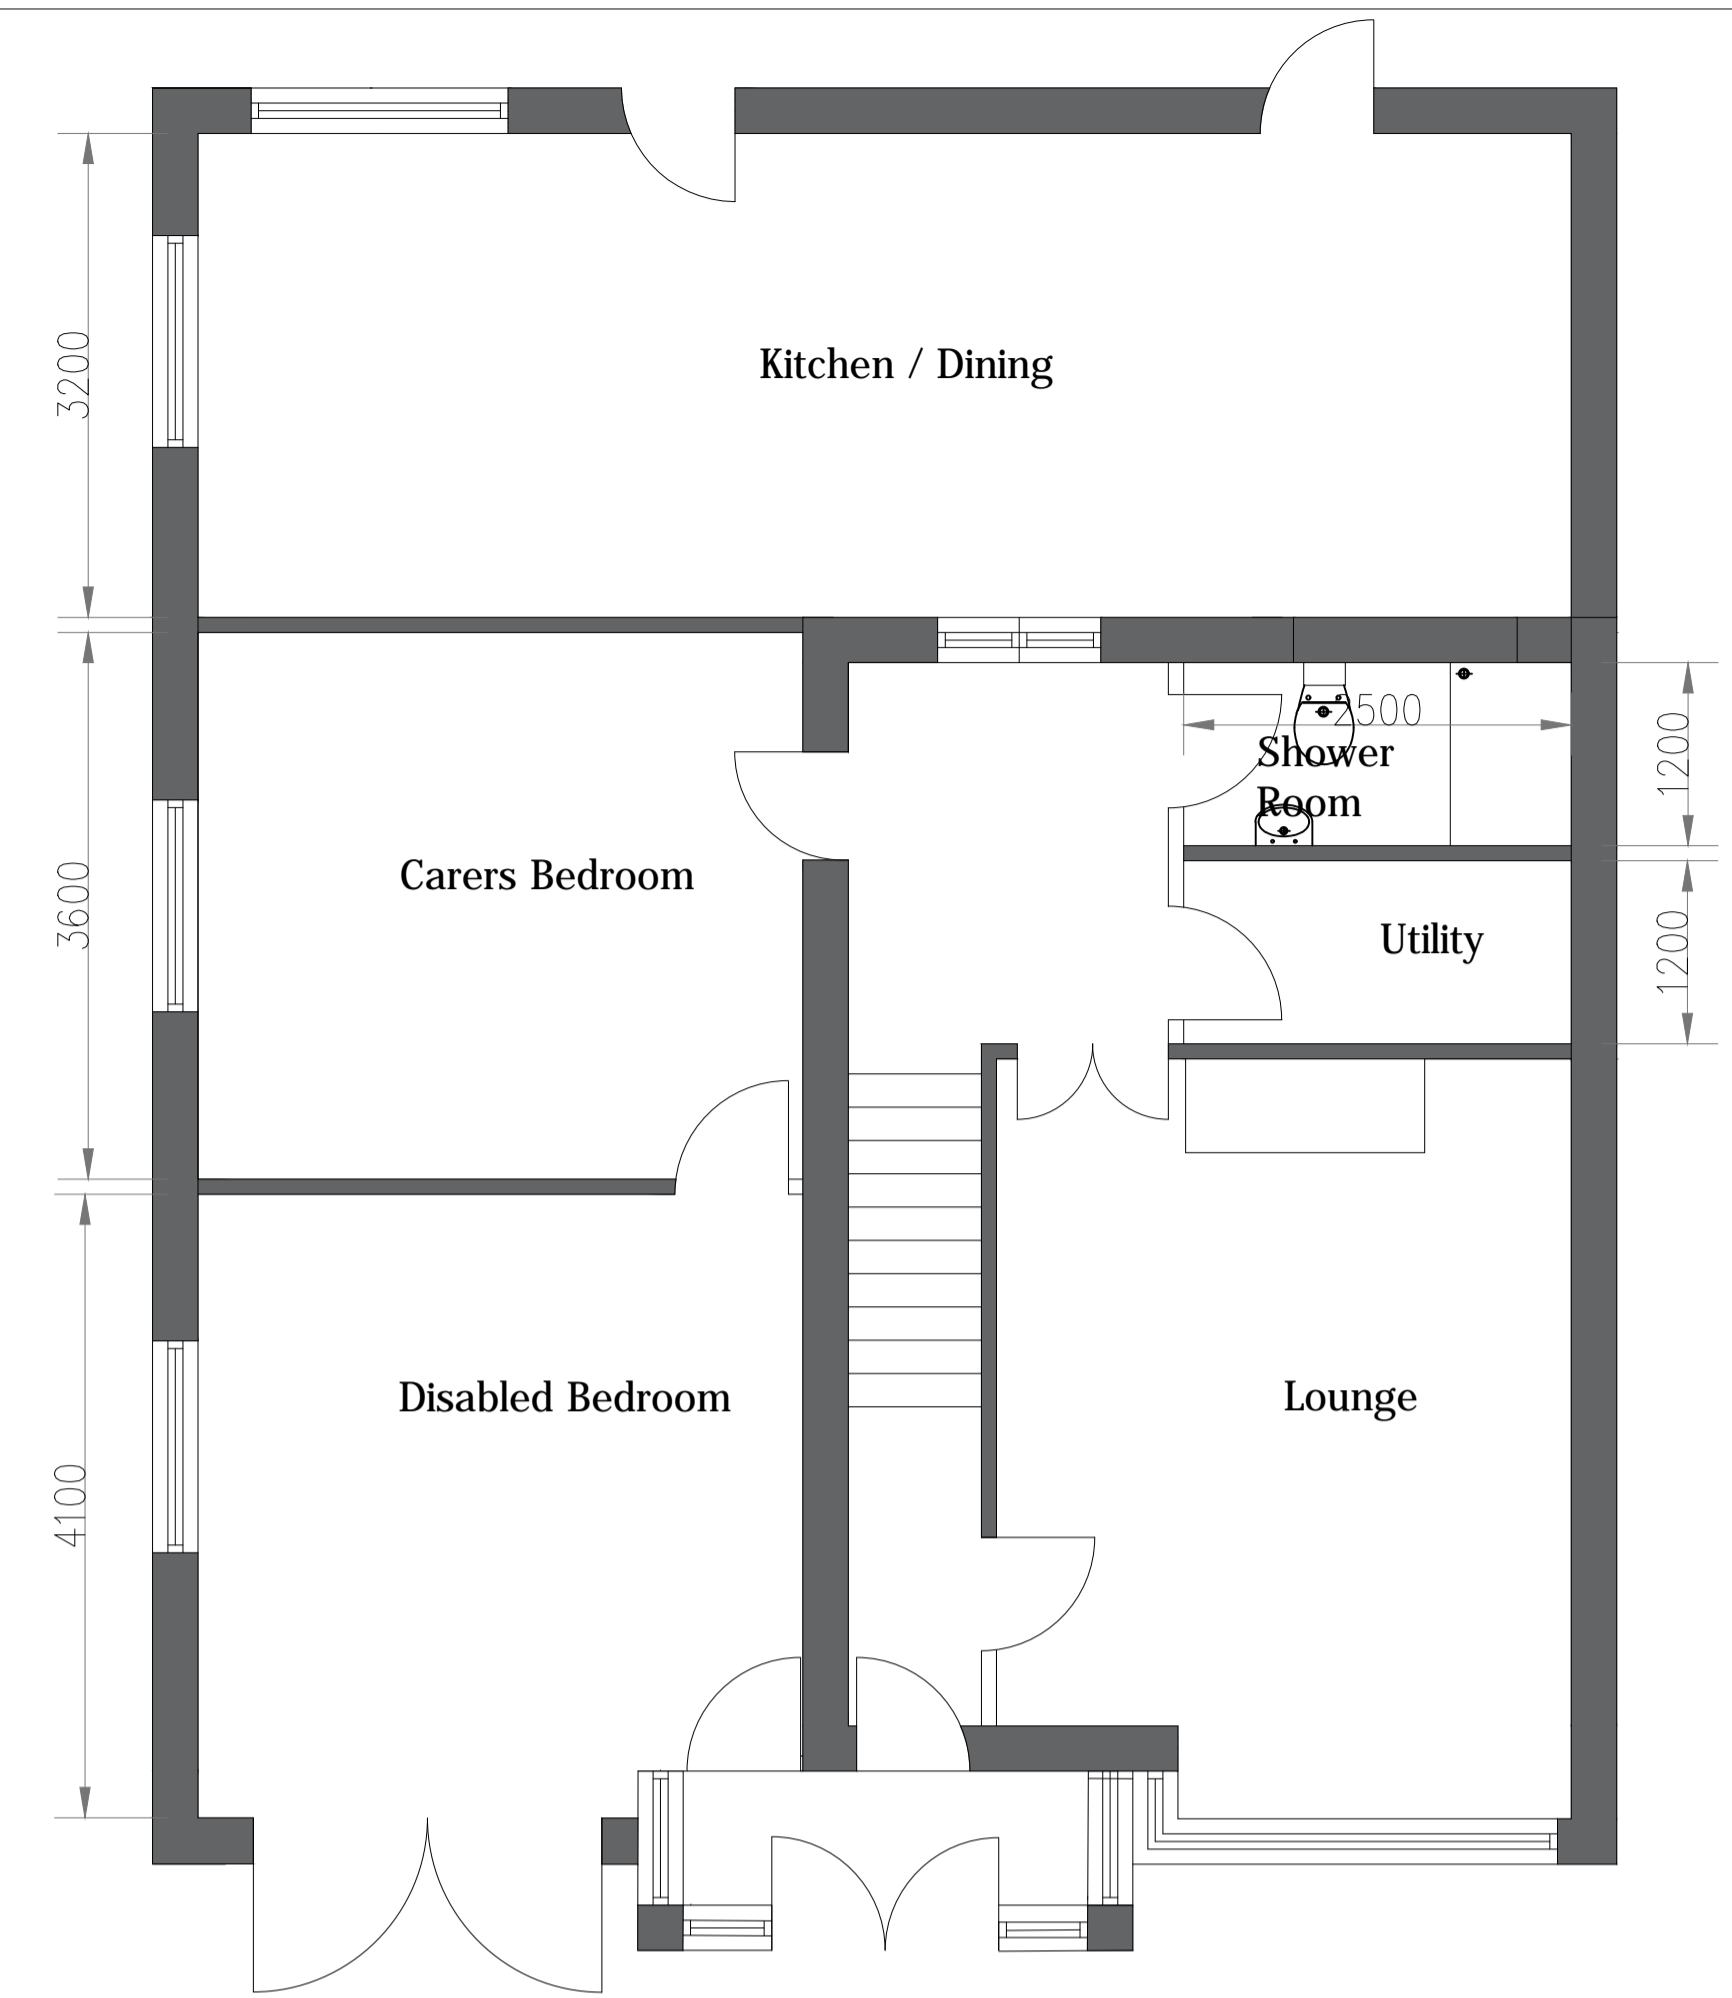 3200
Kitchen / Dining
2500
Shower
Room
1200
3600
Carers Bedroom
Utility
1200
4100
Disabled Bedroom
Lounge